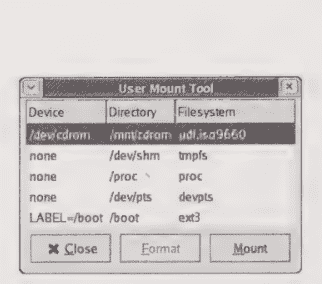 User Mount Tool
Device Directory Filesystem
/dev/cdrom /mnt/cdrom udf,iso9660
none /dev/shm tmpfs
none /proc proc
none /dev/pts devpts
LABEL=/boot /boot ext3
Close Format Mount